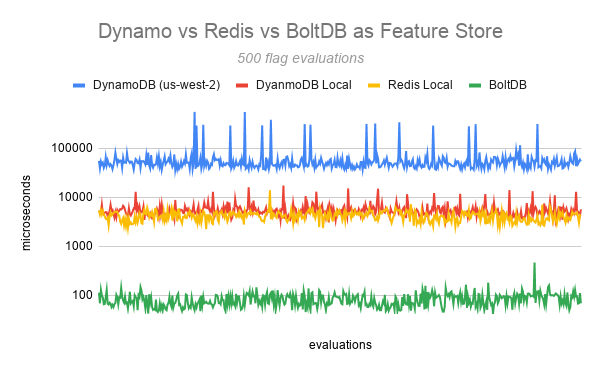 Dynamo vs Redis vs BoltDB as Feature Store
500 flag evaluations
DynamoDB (us-west-2) DyanmoDB Local Redis Local BoltDB
100000
10000
1000
100
microseconds
evaluations